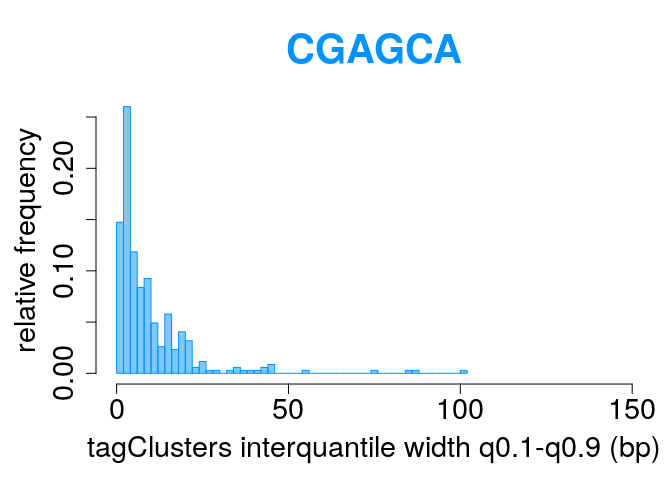 CGAGCA
relative frequency
0.20
0.10
0.00
0
50
100
150
tagClusters interquantile width q0.1-q0.9 (bp)